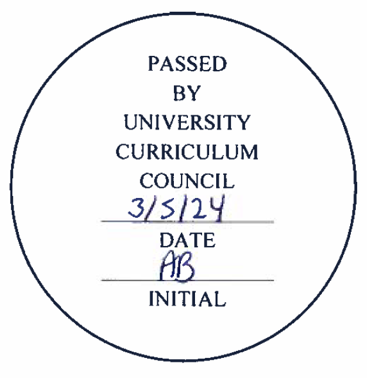 PASSED
BY
UNIVERSITY
CURRICULUM
COUNCIL
3/5/24
DATE
AB
INITIAL